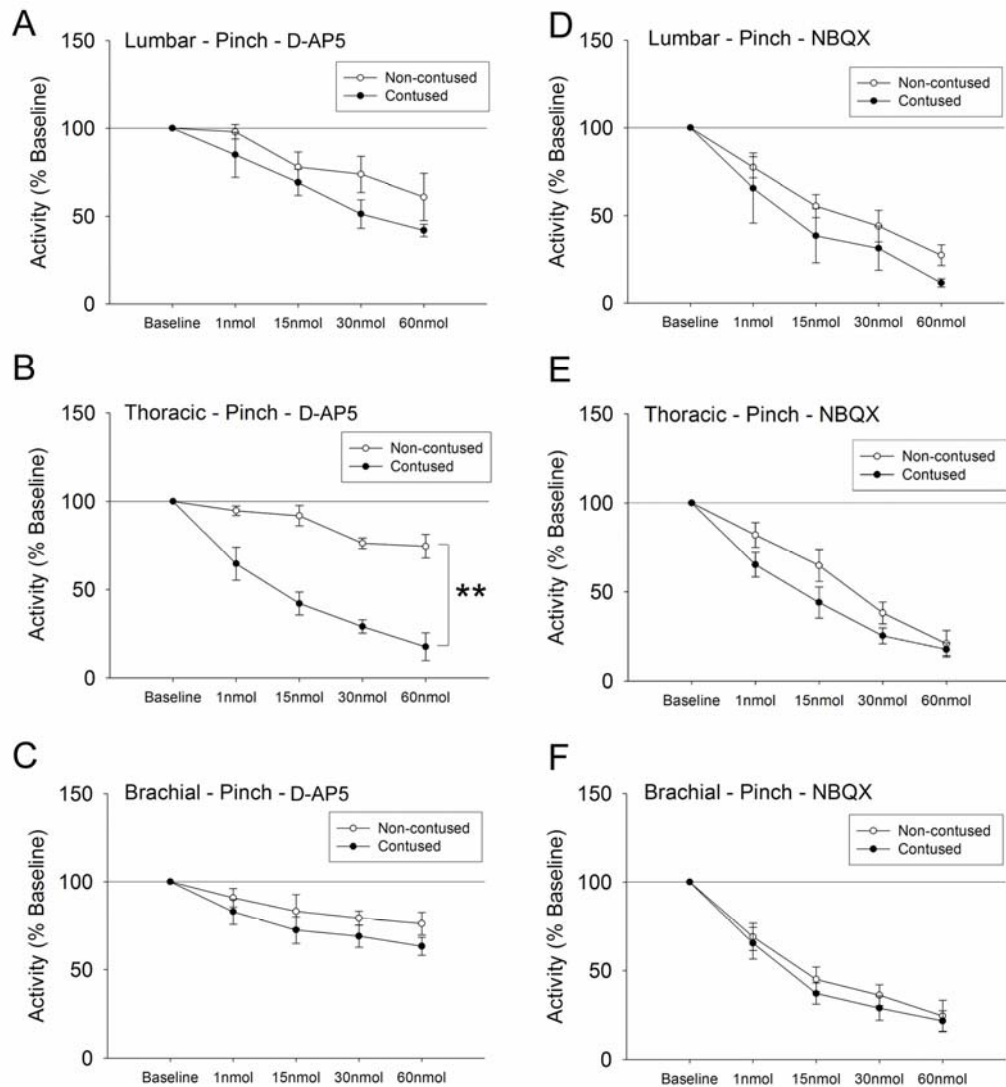 A
Lumbar - Pinch - D-AP5
Non-contused
Contused
150
100
50
0
Activity (% Baseline)
Baseline 1nmol 15nmol 30nmol 60nmol
D
Lumbar - Pinch - NBQX
Non-contused
Contused
150
100
50
0
Activity (% Baseline)
Baseline 1nmol 15nmol 30nmol 60nmol
B
Thoracic - Pinch - D-AP5
Non-contused
Contused
150
100
50
0
Activity (% Baseline)
**
Baseline 1nmol 15nmol 30nmol 60nmol
E
Thoracic - Pinch - NBQX
Non-contused
Contused
150
100
50
0
Activity (% Baseline)
Baseline 1nmol 15nmol 30nmol 60nmol
C
Brachial - Pinch - D-AP5
Non-contused
Contused
150
100
50
0
Activity (% Baseline)
Baseline 1nmol 15nmol 30nmol 60nmol
F
Brachial - Pinch - NBQX
Non-contused
Contused
150
100
50
0
Activity (% Baseline)
Baseline 1nmol 15nmol 30nmol 60nmol